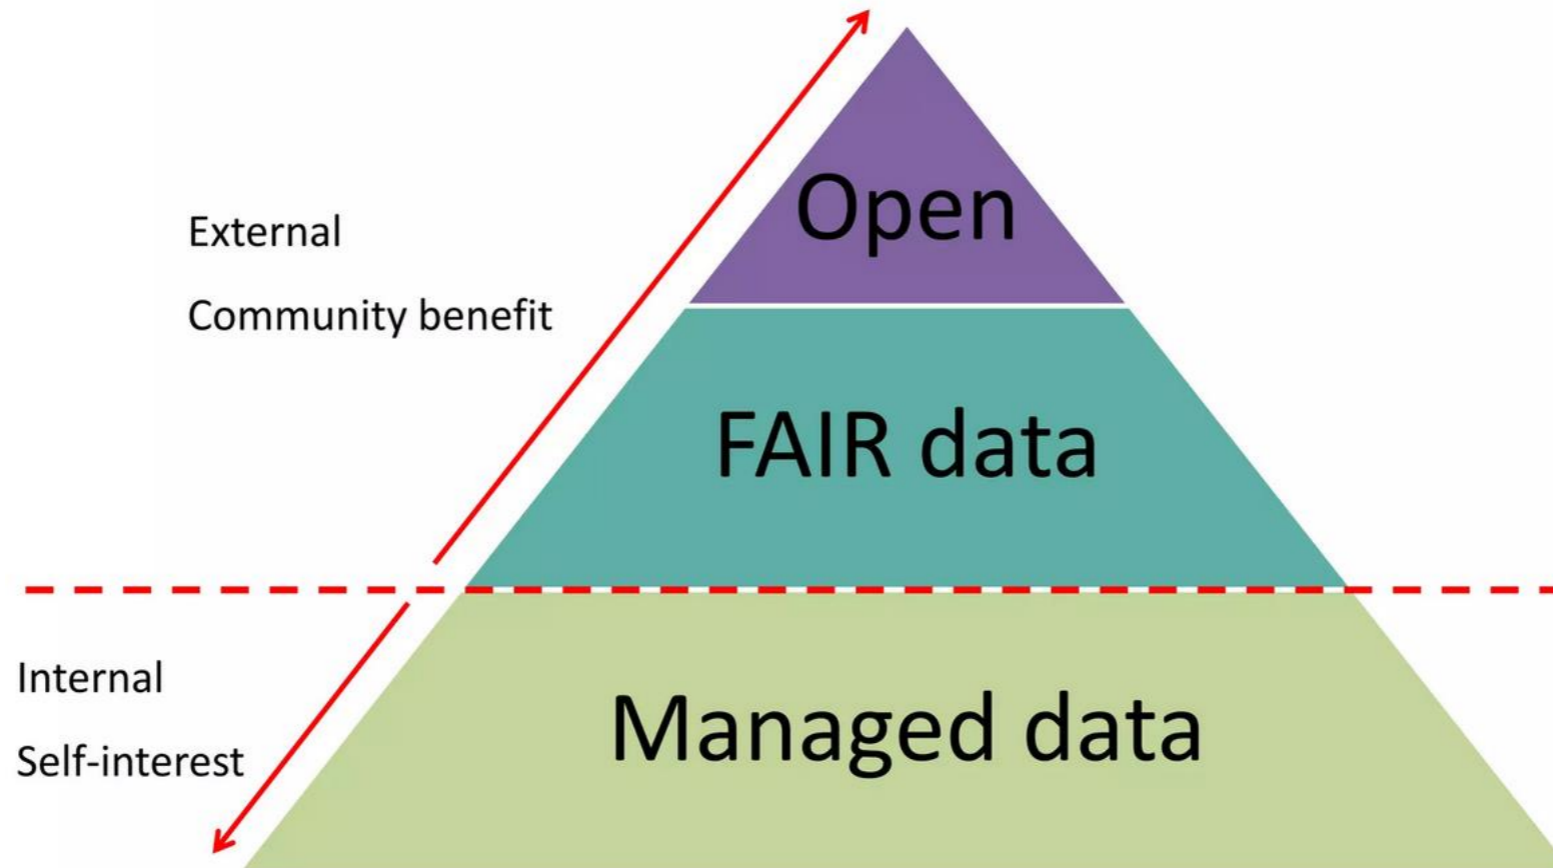 Open
External
Community benefit
FAIR data
Internal
Self-interest
Managed data